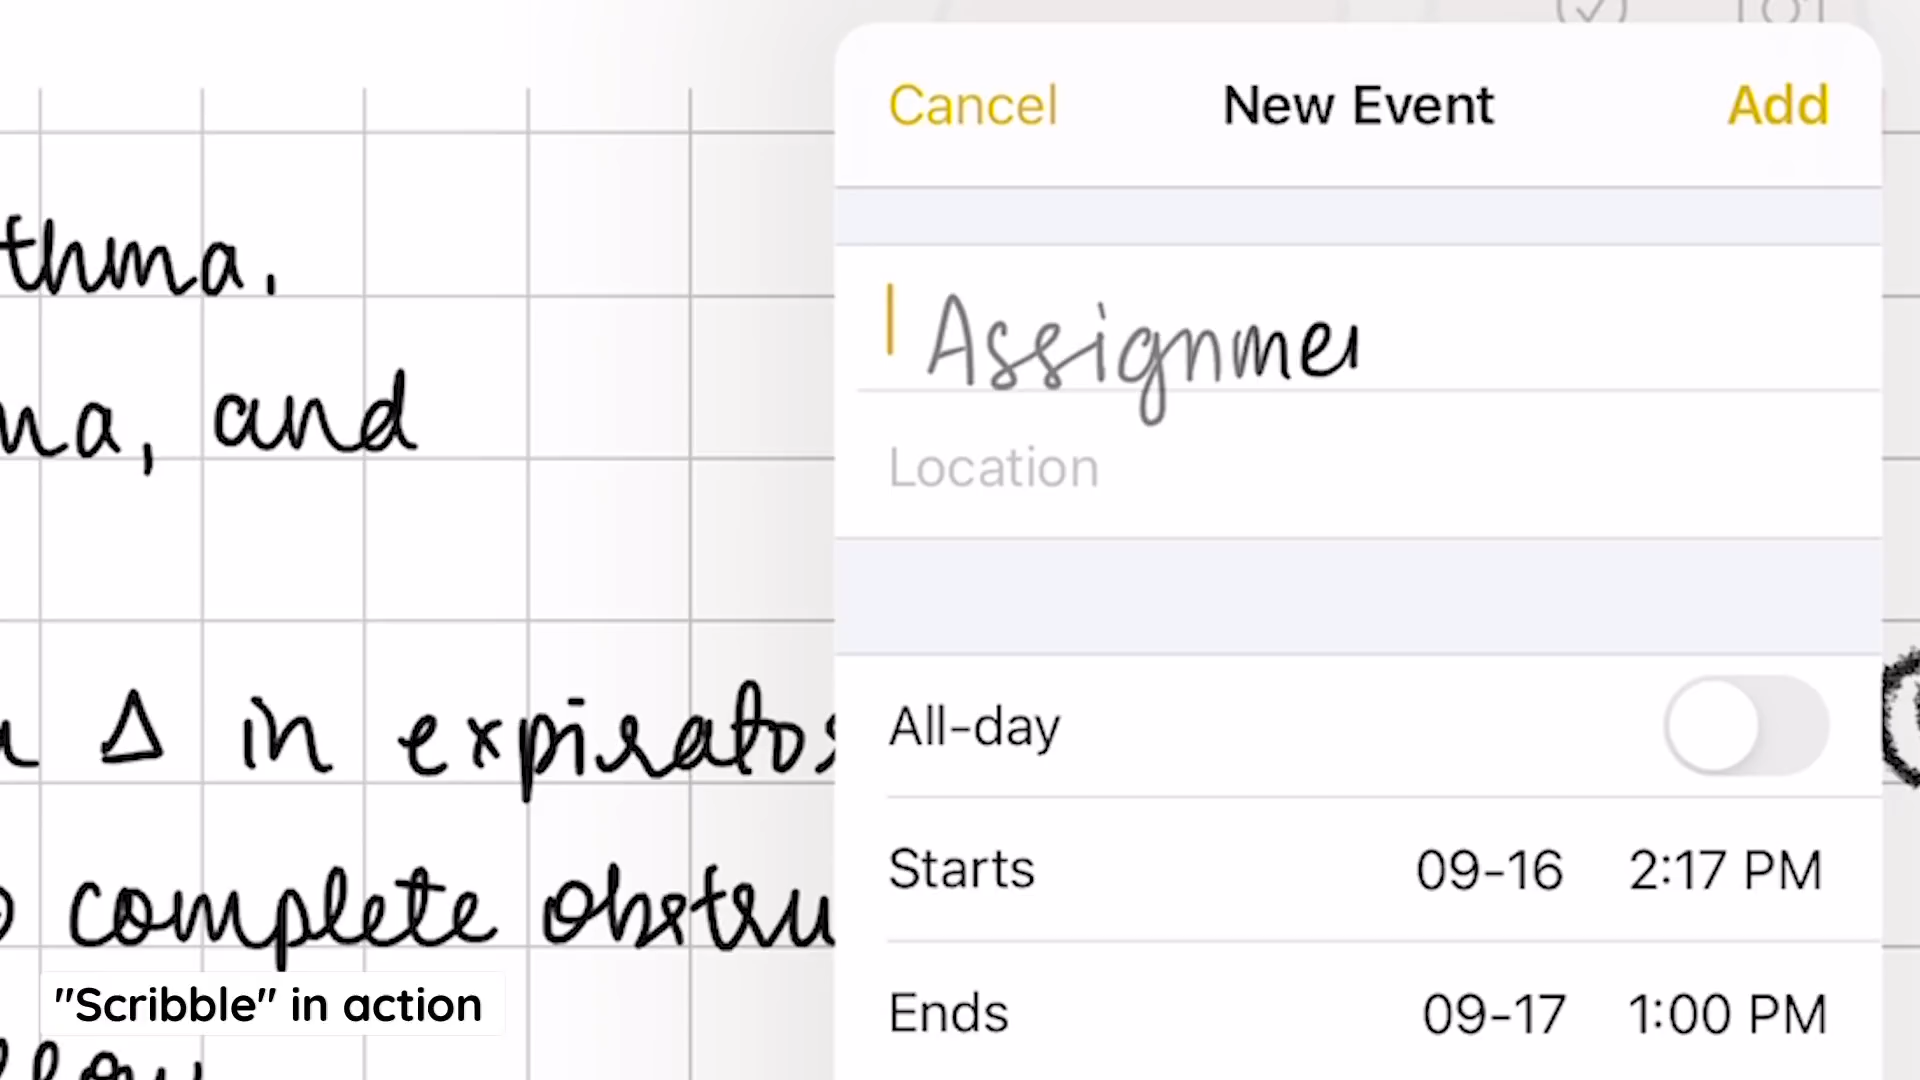 thma.
ma, and
Δ in expirato
complete obstru
"Scribble" in action
Cancel New Event Add
Assignme
Location
All-day
Starts 09-16 2:17 PM
Ends 09-17 1:00 PM